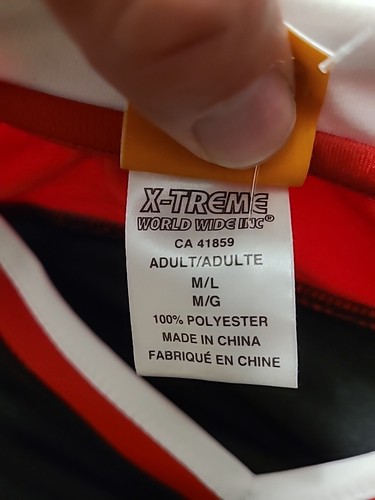 X-TREME
WORLD WIDE INC®
CA 41859
ADULT/ADULTE
M/L
M/G
100% POLYESTER
MADE IN CHINA
FABRIQUÉ EN CHINE